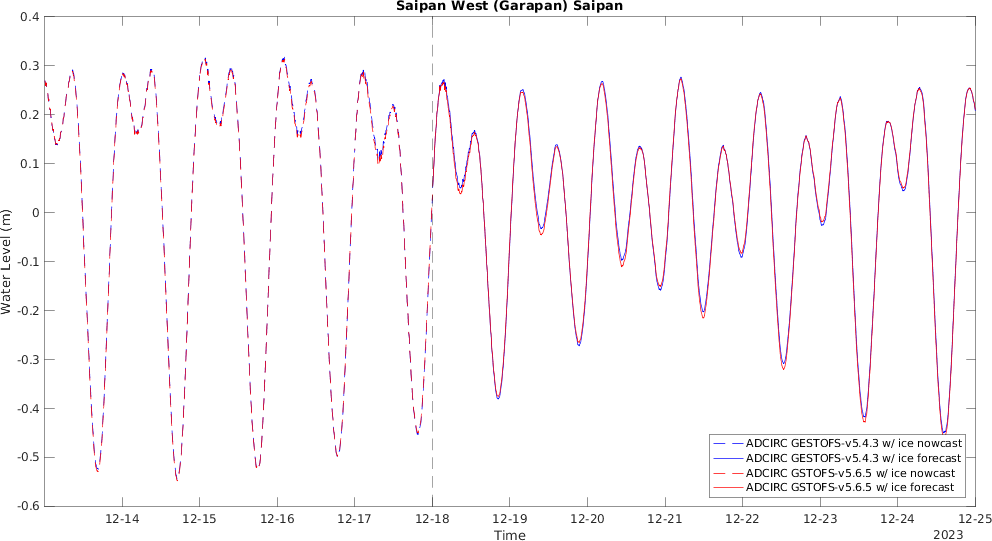 Saipan West (Garapan) Saipan
0.4
0.3
0.2
0.1
0
-0.1
-0.2
-0.3
-0.4
-0.5
-0.6
Water Level (m)
ADCIRC GESTOFS-v5.4.3 w/ ice nowcast
ADCIRC GESTOFS-v5.4.3 w/ ice forecast
ADCIRC GSTOFS-v5.6.5 w/ ice nowcast
ADCIRC GSTOFS-v5.6.5 w/ ice forecast
12-14 12-15 12-16 12-17 12-18 12-19 12-20 12-21 12-22 12-23 12-24 12-25
Time
2023